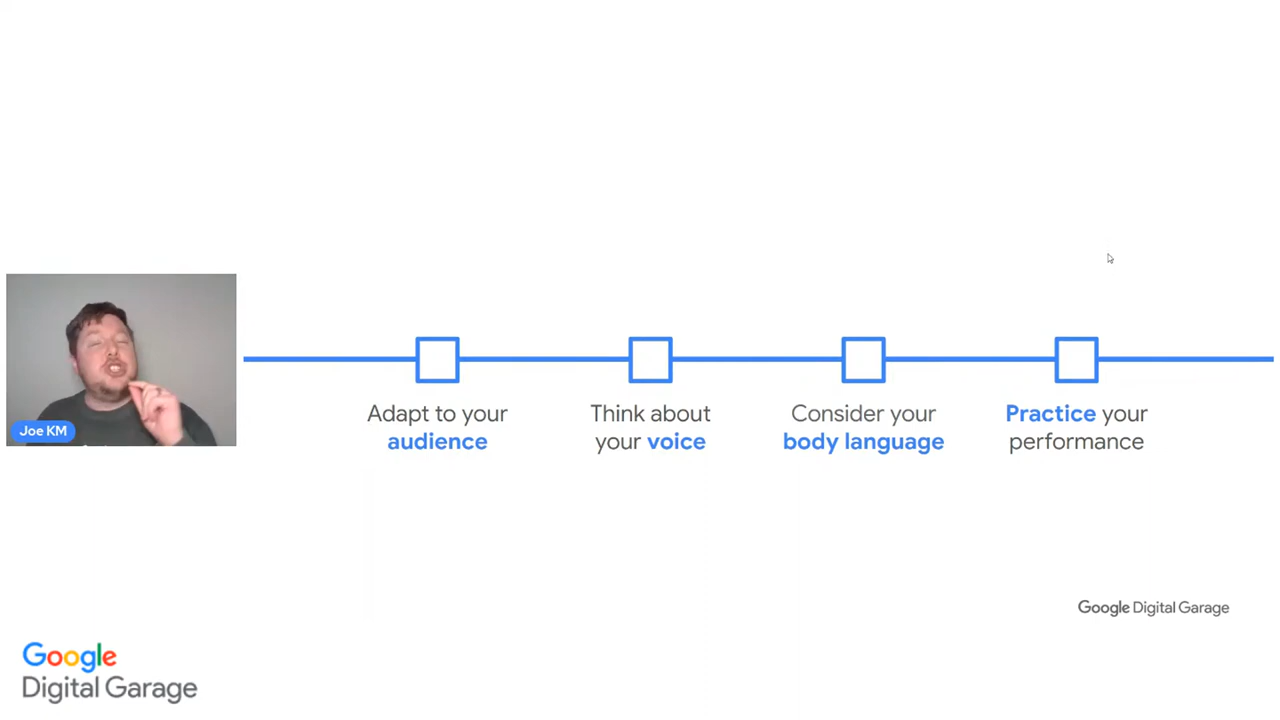 Joe KM
Adapt to your
audience
Think about
your voice
Consider your
body language
Practice your
performance
Google Digital Garage
Google
Digital Garage